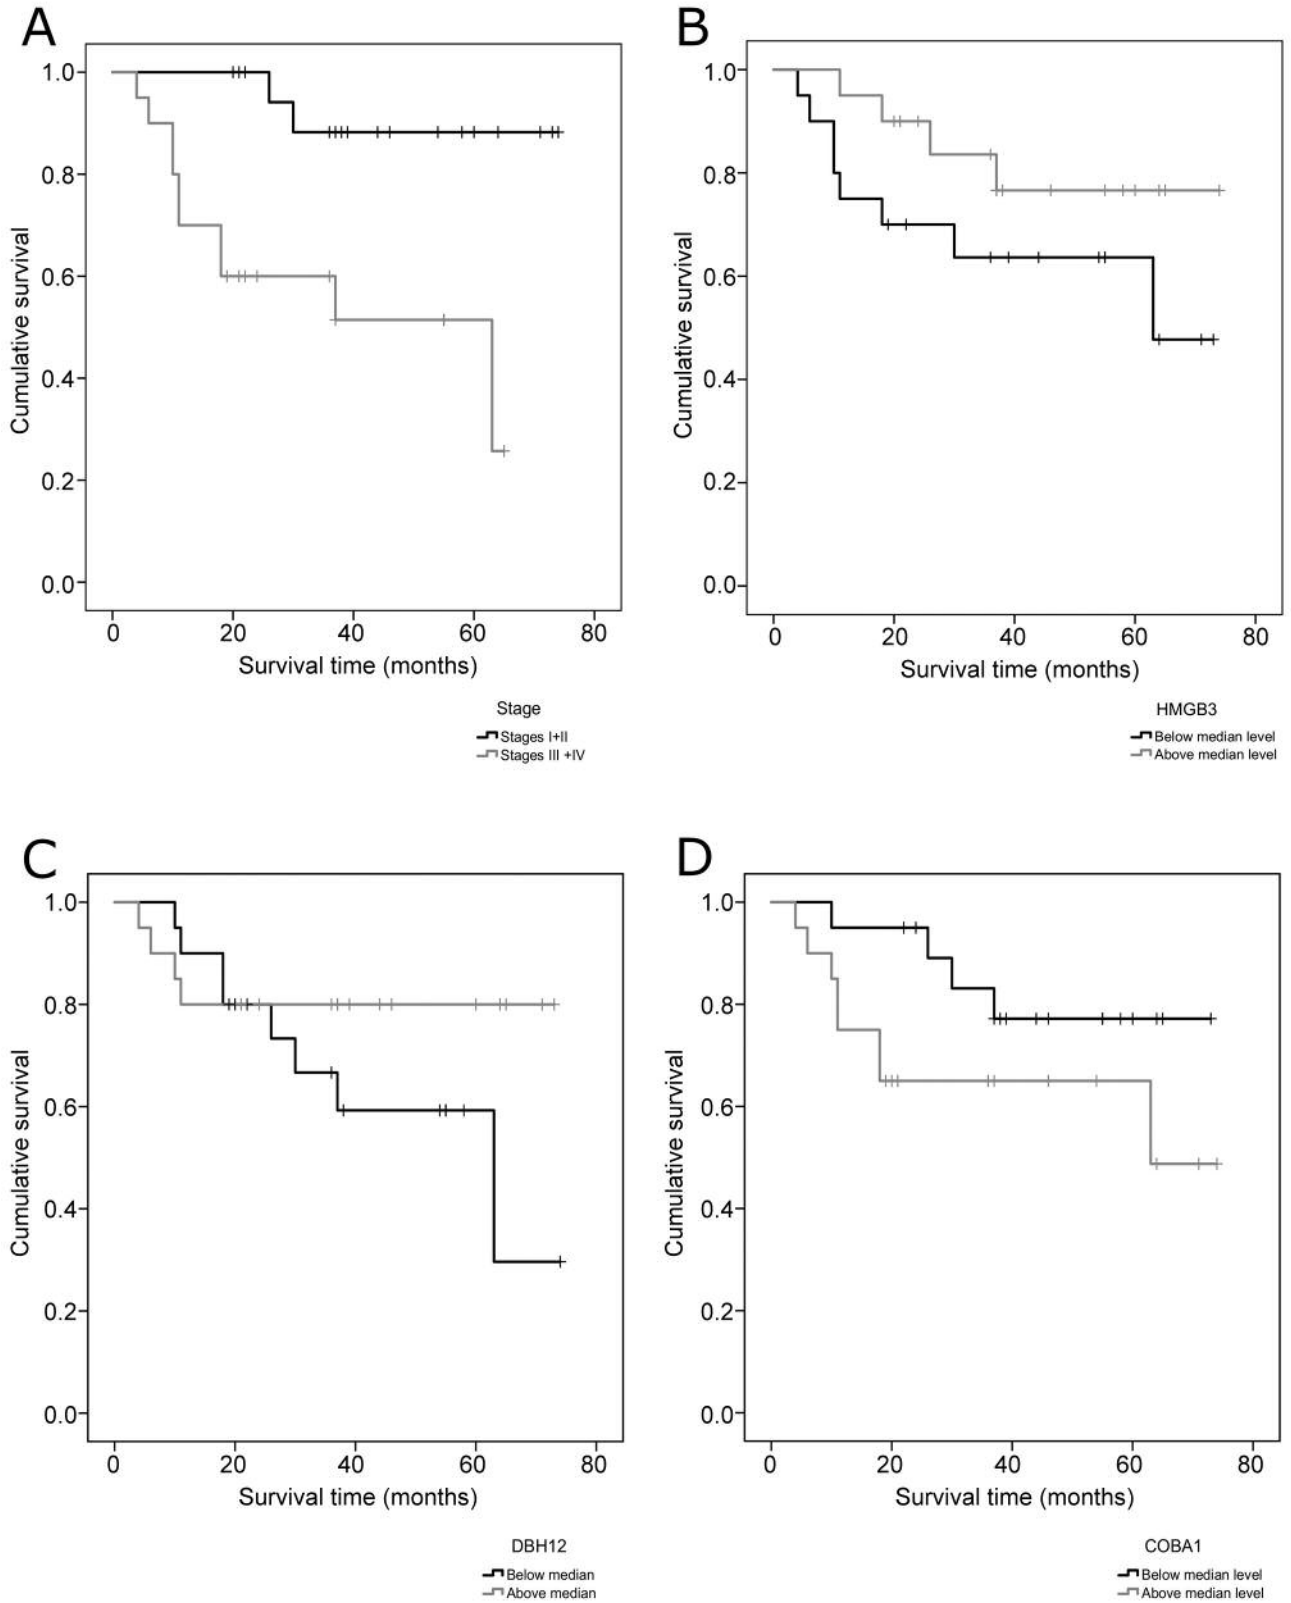 A
1.0
0.8
0.6
0.4
0.2
0.0
Cumulative survival
0 20 40 60 80
Survival time (months)
Stage
Stages I+II
Stages III +IV
B
1.0
0.8
0.6
0.4
0.2
0.0
Cumulative survival
0 20 40 60 80
Survival time (months)
HMGB3
Below median level
Above median level
C
1.0
0.8
0.6
0.4
0.2
0.0
Cumulative survival
0 20 40 60 80
Survival time (months)
DBH12
Below median
Above median
D
1.0
0.8
0.6
0.4
0.2
0.0
Cumulative survival
0 20 40 60 80
Survival time (months)
COBA1
Below median level
Above median level